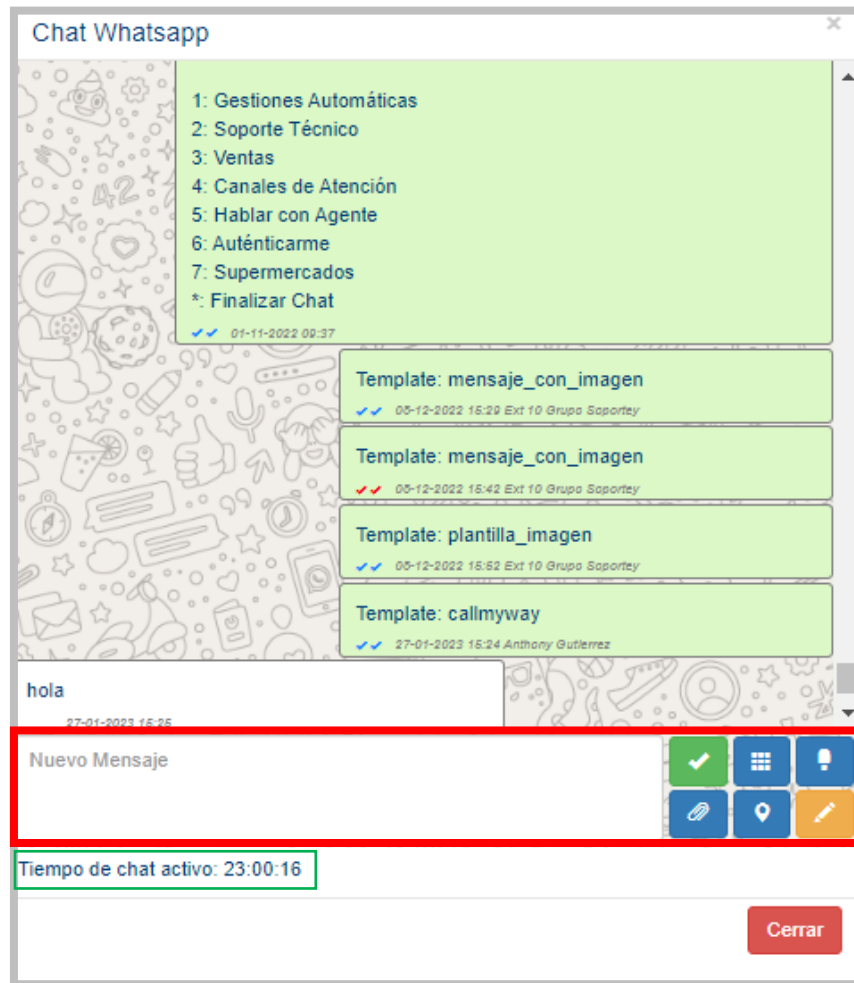 Chat Whatsapp
×
1: Gestiones Automáticas
2: Soporte Técnico
3: Ventas
4: Canales de Atención
5: Hablar con Agente
6: Auténticarme
7: Supermercados
*: Finalizar Chat
01-11-2022 09:37
Template: mensaje_con_imagen
05-12-2022 15:29 Ext 10 Grupo Soportey
Template: mensaje_con_imagen
05-12-2022 15:42 Ext 10 Grupo Soportey
Template: plantilla_imagen
05-12-2022 15:52 Ext 10 Grupo Soportey
Template: callmyway
27-01-2023 15:24 Anthony Gutierrez
hola
27-01-2023 15:25
Nuevo Mensaje
Tiempo de chat activo: 23:00:16
Cerrar